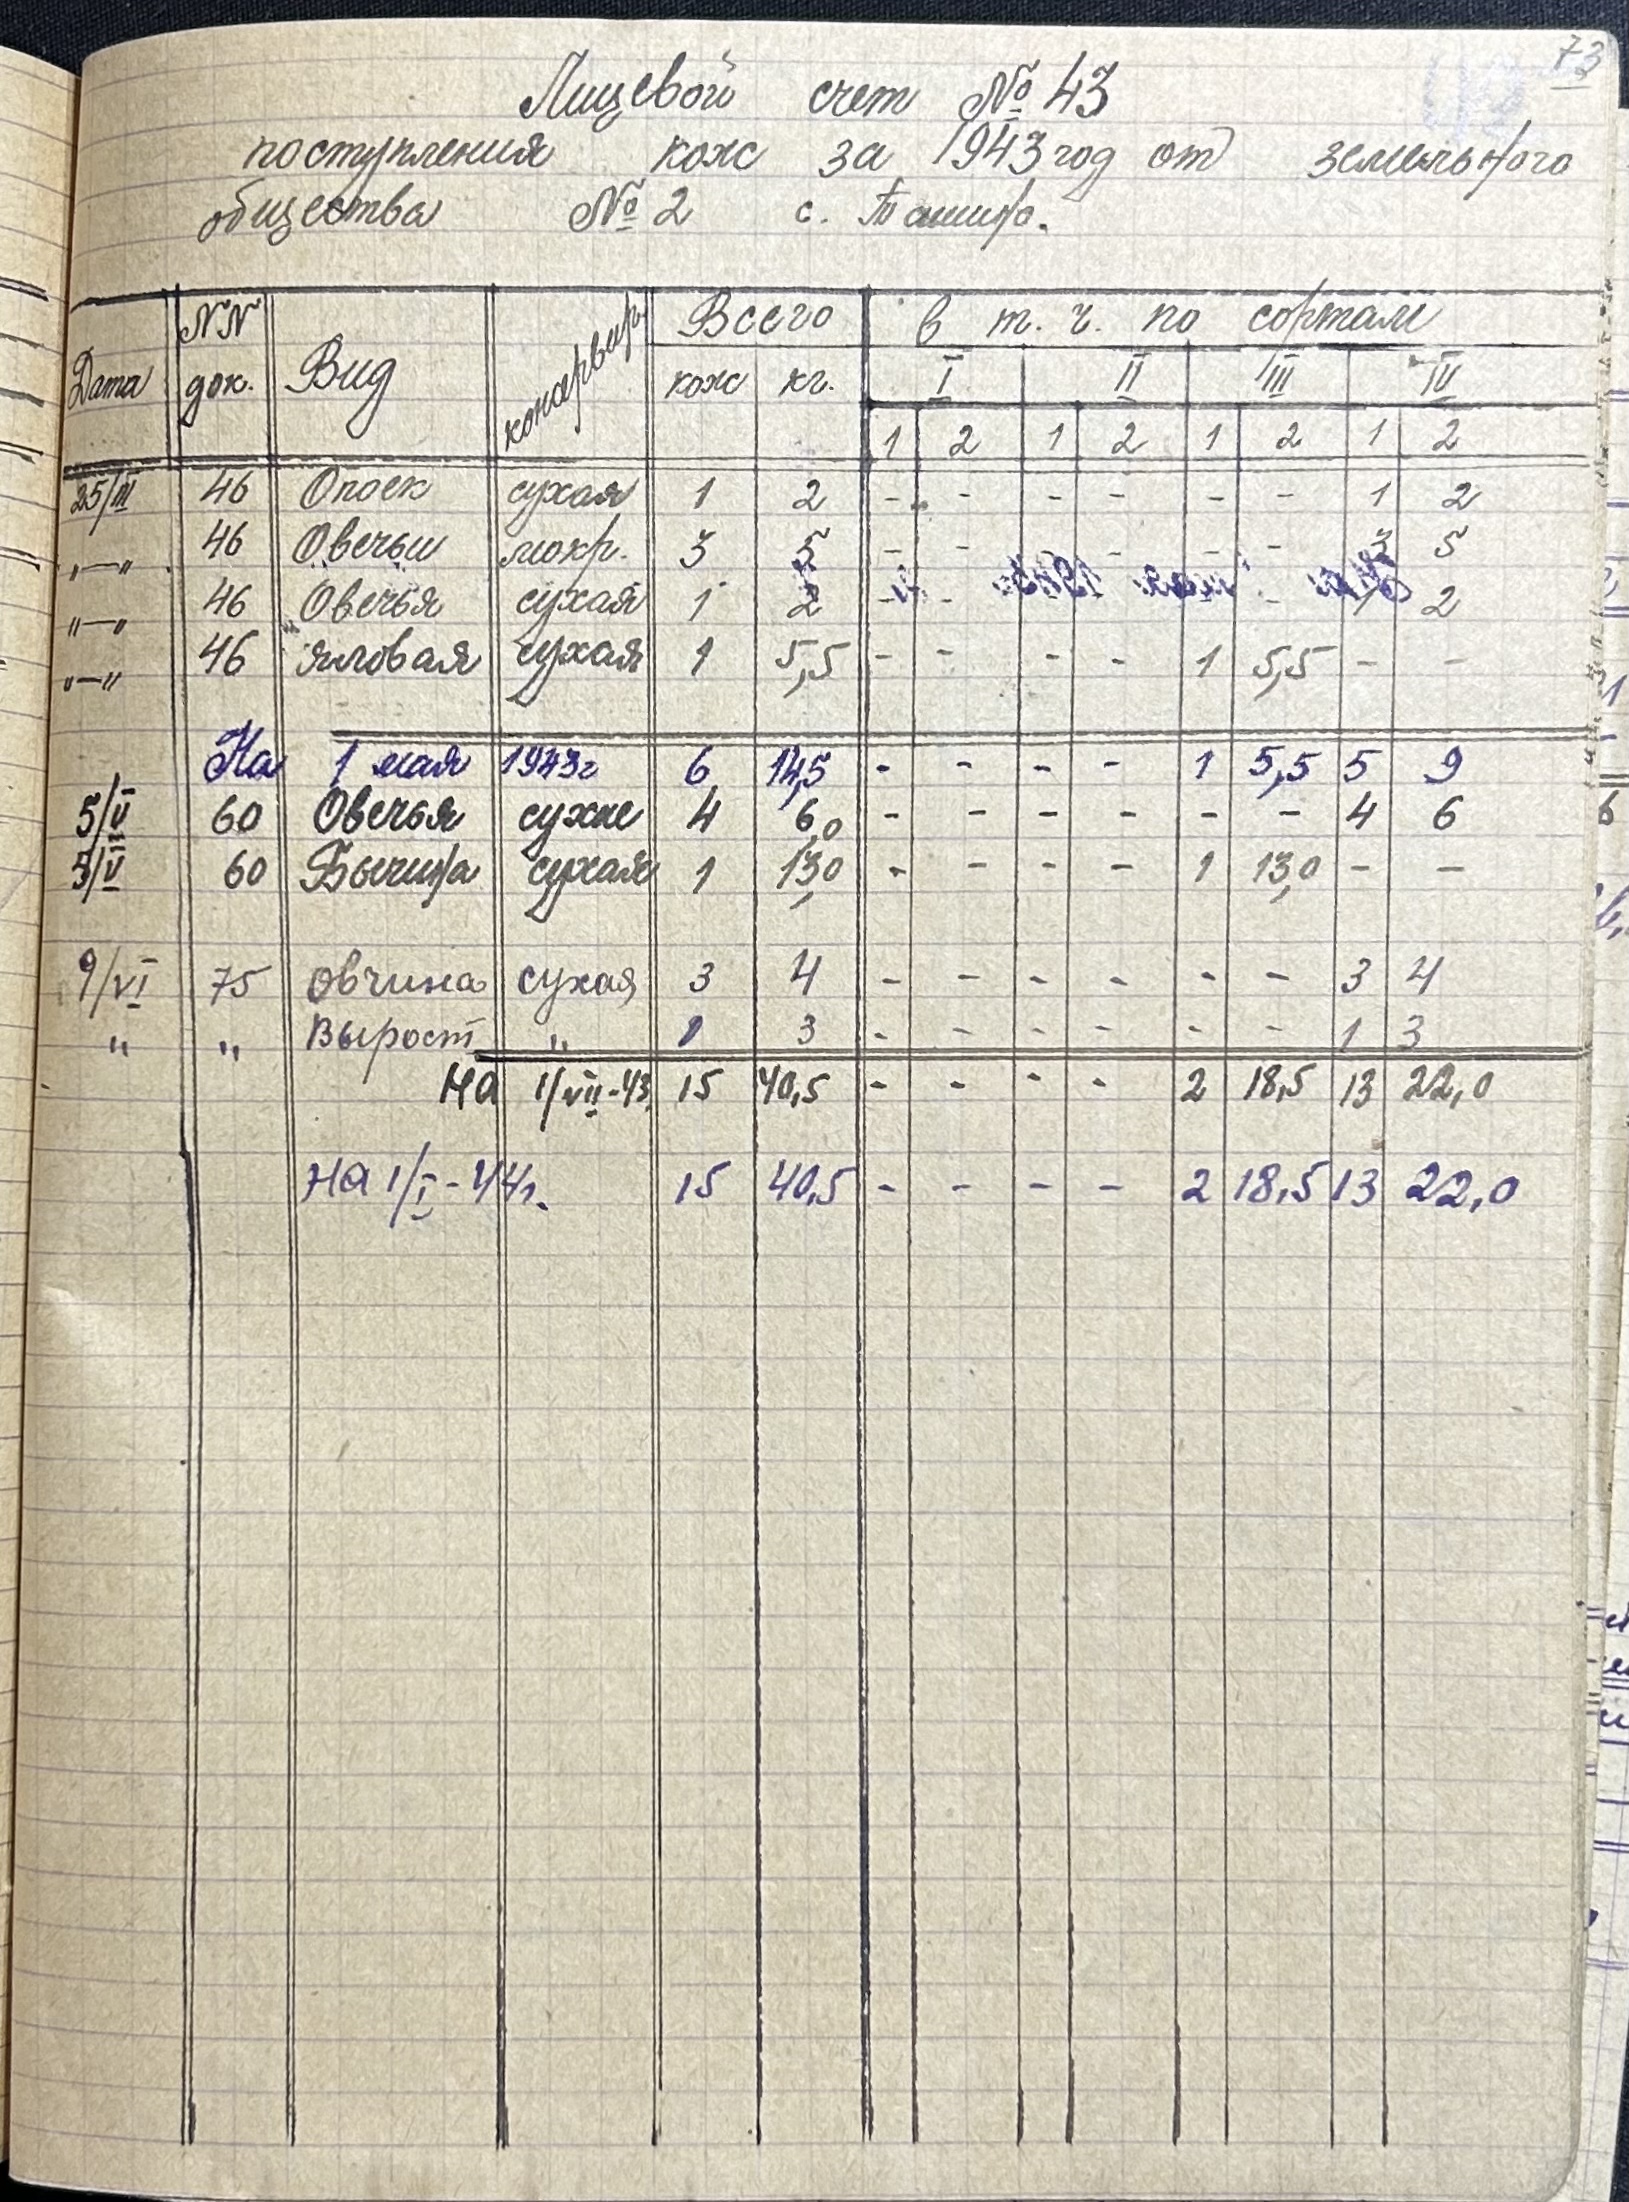 73
Лицевой счет № 43
поступления кож за 1943 год от земельного
общества № 2 с.
Дата NN док. Вид консервир. Всего в т. ч. по сортам
кож кг. I II III IV
1 2 1 2 1 2 1 2
25/III 46 Опоек сухая 1 2 - - - - - - 1 2
"—" 46 Овечьи мокр. 3 5 - - - - - - 3 5
"—" 46 Овечья сухая 1 2 - - - - - - 1 2
"—" 46 яловая сухая 1 5,5 - - - - 1 5,5 - -
На 1 мая 1943г 6 14,5 - - - - 1 5,5 5 9
5/V 60 Овечья сухие 4 6,0 - - - - - - 4 6
5/V 60 Бычина сухая 1 13,0 - - - - 1 13,0 - -
9/VI 75 Овчина сухая 3 4 - - - - - - 3 4
" " Вырост " 1 3 - - - - - - 1 3
на 1/VII-43 15 40,5 - - - - 2 18,5 13 22,0
на 1/I-44г. 15 40,5 - - - - 2 18,5 13 22,0